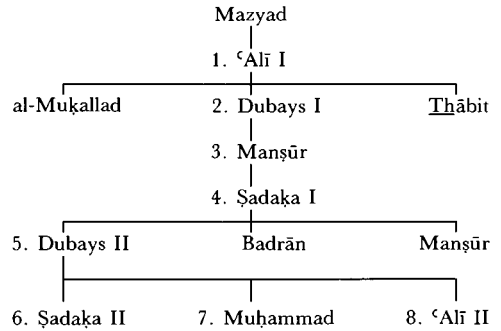 Mazyad
1. ʿAlī I
al-Muḳallad 2. Dubays I Thābit
3. Manṣūr
4. Ṣadaḳa I
5. Dubays II Badrān Manṣūr
6. Ṣadaḳa II 7. Muḥammad 8. ʿAlī II